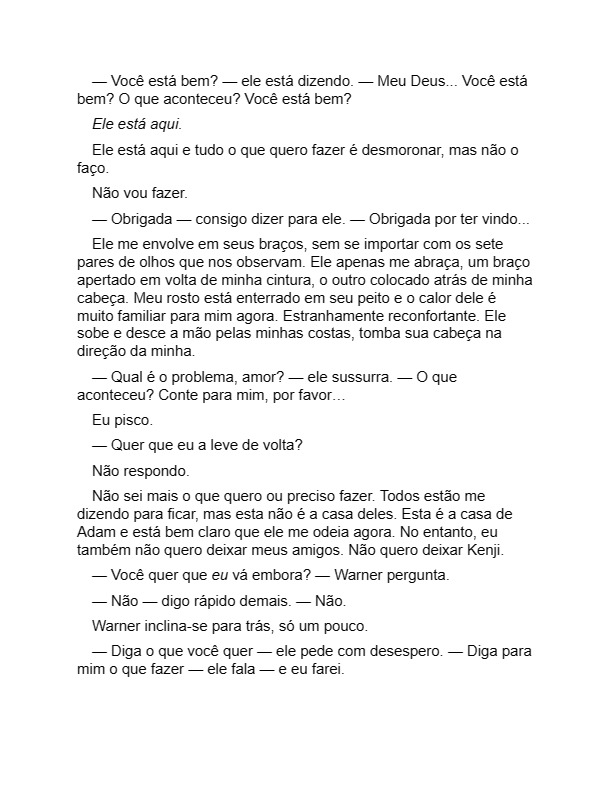 — Você está bem? — ele está dizendo. — Meu Deus... Você está
bem? O que aconteceu? Você está bem?
Ele está aqui.
Ele está aqui e tudo o que quero fazer é desmoronar, mas não o
faço.
Não vou fazer.
— Obrigada — consigo dizer para ele. — Obrigada por ter vindo...
Ele me envolve em seus braços, sem se importar com os sete
pares de olhos que nos observam. Ele apenas me abraça, um braço
apertado em volta de minha cintura, o outro colocado atrás de minha
cabeça. Meu rosto está enterrado em seu peito e o calor dele é
muito familiar para mim agora. Estranhamente reconfortante. Ele
sobe e desce a mão pelas minhas costas, tomba sua cabeça na
direção da minha.
— Qual é o problema, amor? — ele sussurra. — O que
aconteceu? Conte para mim, por favor…
Eu pisco.
— Quer que eu a leve de volta?
Não respondo.
Não sei mais o que quero ou preciso fazer. Todos estão me
dizendo para ficar, mas esta não é a casa deles. Esta é a casa de
Adam e está bem claro que ele me odeia agora. No entanto, eu
também não quero deixar meus amigos. Não quero deixar Kenji.
— Você quer que eu vá embora? — Warner pergunta.
— Não — digo rápido demais. — Não.
Warner inclina-se para trás, só um pouco.
— Diga o que você quer — ele pede com desespero. — Diga para
mim o que fazer — ele fala — e eu farei.